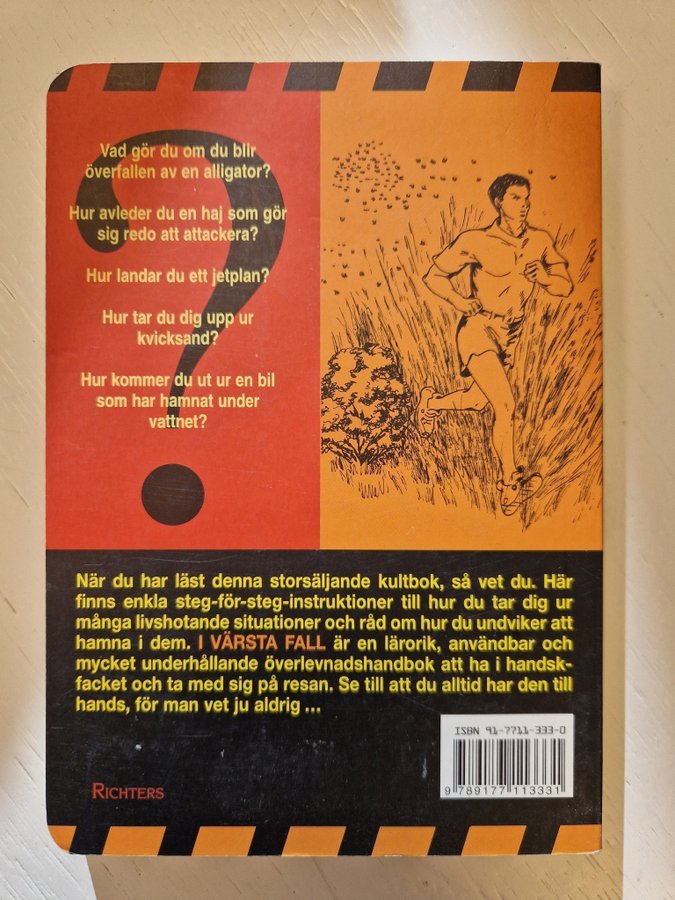 Vad gör du om du blir
överfallen av en alligator?
Hur avleder du en haj som gör
sig redo att attackera?
Hur landar du ett jetplan?
Hur tar du dig upp ur
kvicksand?
Hur kommer du ut ur en bil
som har hamnat under
vattnet?
?
När du har läst denna storsäljande kultbok, så vet du. Här
finns enkla steg-för-steg-instruktioner till hur du tar dig ur
många livshotande situationer och råd om hur du undviker att
hamna i dem. I VÄRSTA FALL är en lärorik, användbar och
mycket underhållande överlevnadshandbok att ha i handsk-
facket och ta med sig på resan. Se till att du alltid har den till
hands, för man vet ju aldrig ...
ISBN 91-7711-333-0
9 789177 113331
RICHTERS